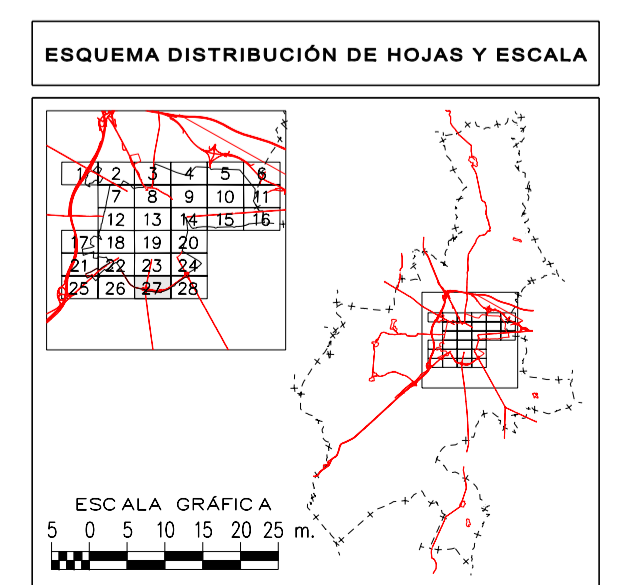 ESQUEMA DISTRIBUCIÓN DE HOJAS Y ESCALA
1 2 3 4 5 6
7 8 9 10 11
12 13 14 15 16
17 18 19 20
21 22 23 24
25 26 27 28
ESCALA GRÁFICA
5 0 5 10 15 20 25 m.